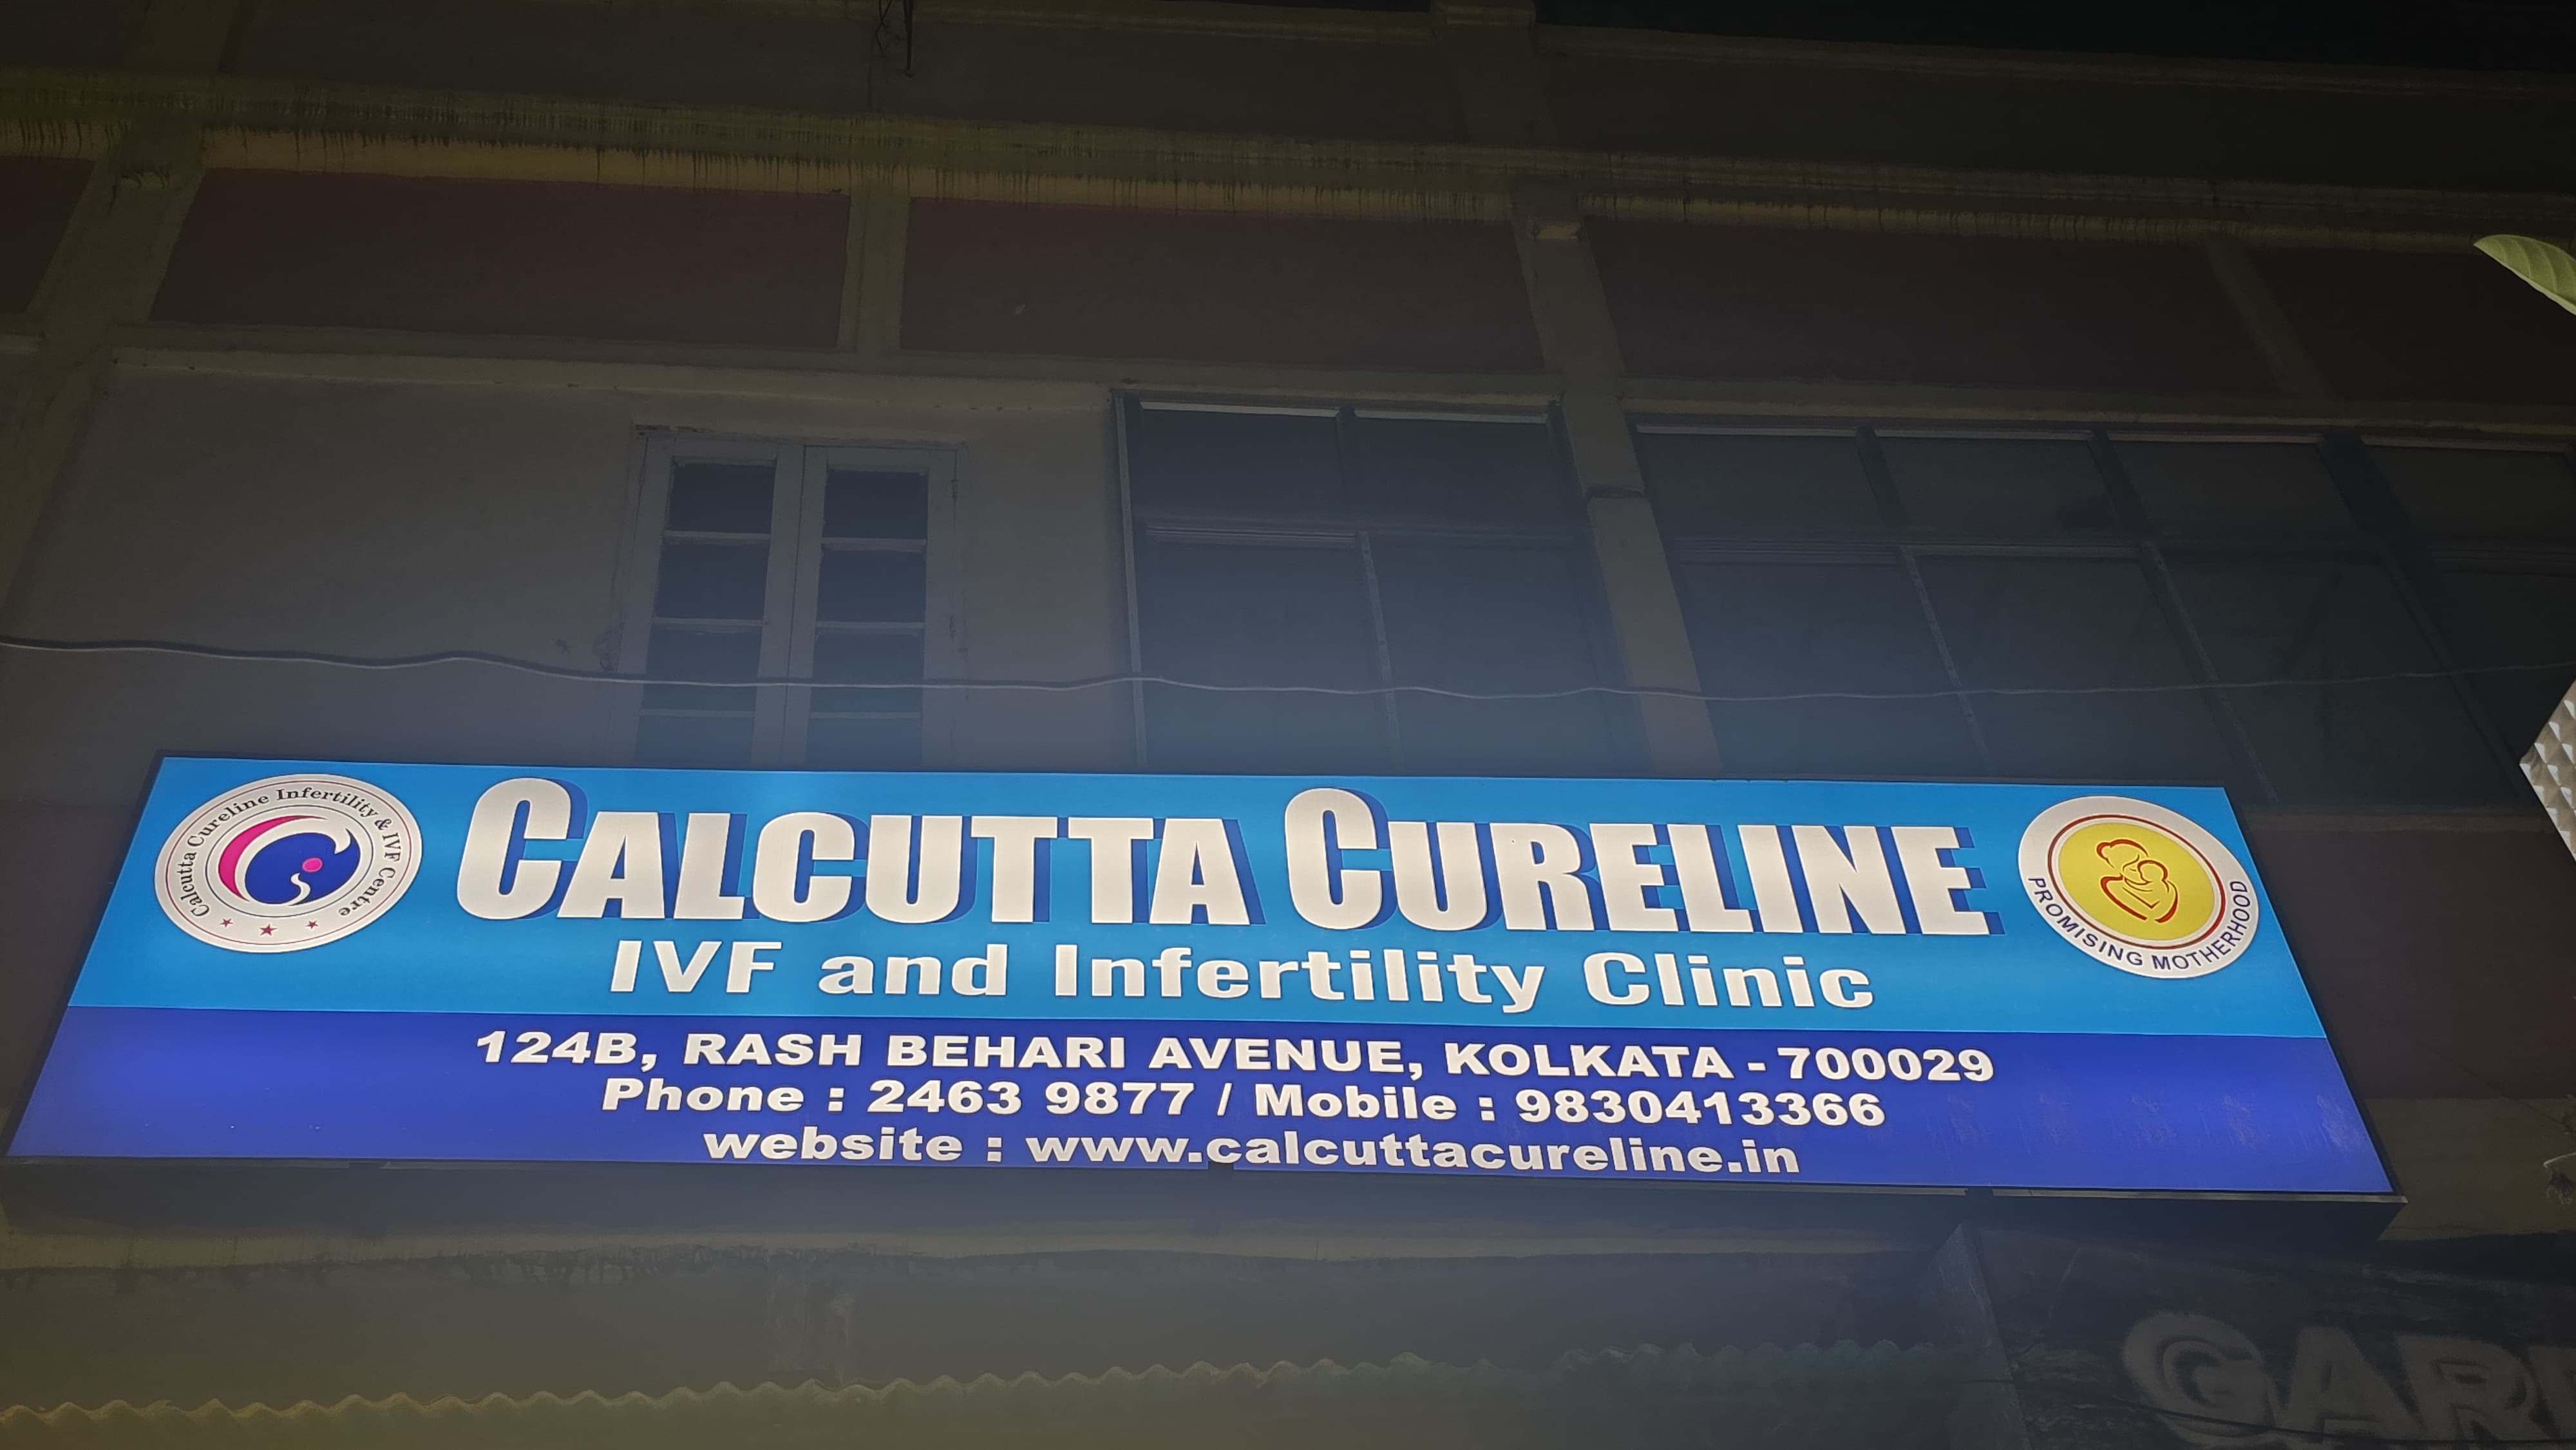 Calcutta Cureline Infertility & IVF Centre
CALCUTTA CURELINE
PROMISING MOTHERHOOD
IVF and Infertility Clinic
124B, RASH BEHARI AVENUE, KOLKATA - 700029
Phone : 2463 9877 / Mobile : 9830413366
website : www.calcuttacureline.in